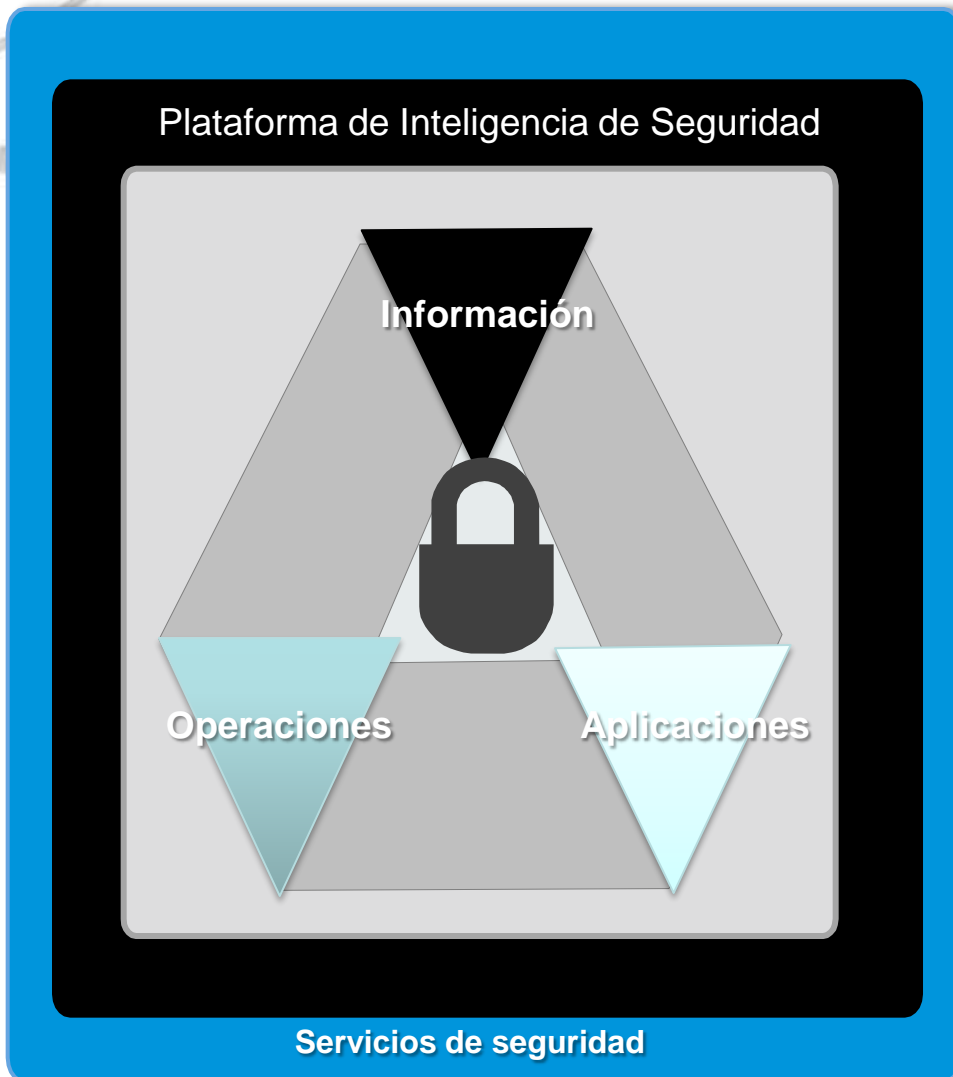 Plataforma de Inteligencia de Seguridad
Información
Operaciones
Aplicaciones
Servicios de seguridad